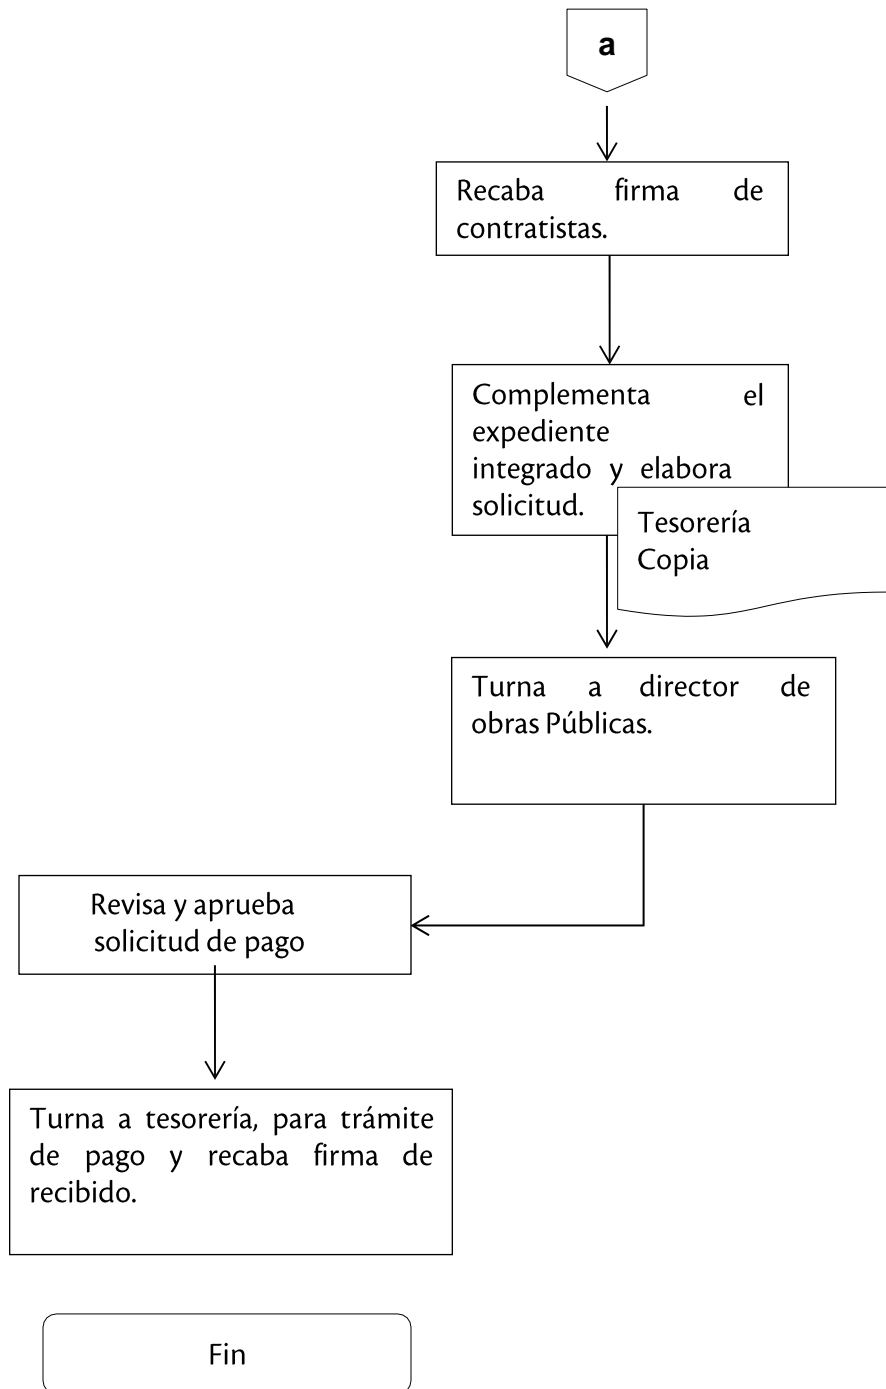 a
Recaba firma de
contratistas.
Complementa el
expediente
integrado y elabora
solicitud.
Tesorería
Copia
Turna a director de
obras Públicas.
Revisa y aprueba
solicitud de pago
Turna a tesorería, para trámite
de pago y recaba firma de
recibido.
Fin